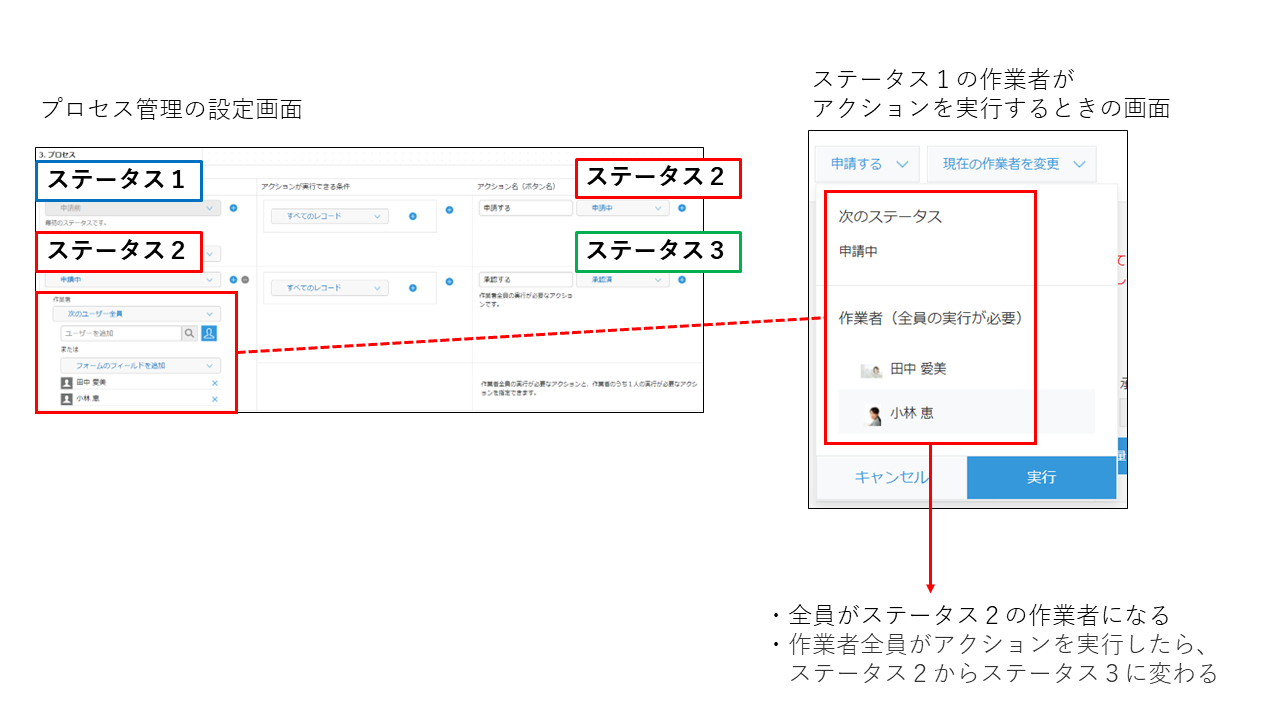 ステータス１の作業者が
アクションを実行するときの画面
プロセス管理の設定画面
3. プロセス
ステータス１
アクションが実行できる条件
アクション名（ボタン名）
ステータス２
申請前
すべてのレコード
申請する
申請中
最初のステータスです。
ステータス２
ステータス３
申請中
すべてのレコード
承認する
承認済
作業者
作業者全員の実行が必要なアクショ
ンです。
次のユーザー全員
ユーザーを追加
または
フォームのフィールドを追加
田中 愛美
小林 恵
作業者全員の実行が必要なアクションと、作業者のうち１人の実行が必要なアクシ
ョンを指定できます。
申請する
現在の作業者を変更
次のステータス
申請中
作業者（全員の実行が必要）
田中 愛美
小林 恵
キャンセル
実行
・全員がステータス２の作業者になる
・作業者全員がアクションを実行したら、
ステータス２からステータス３に変わる